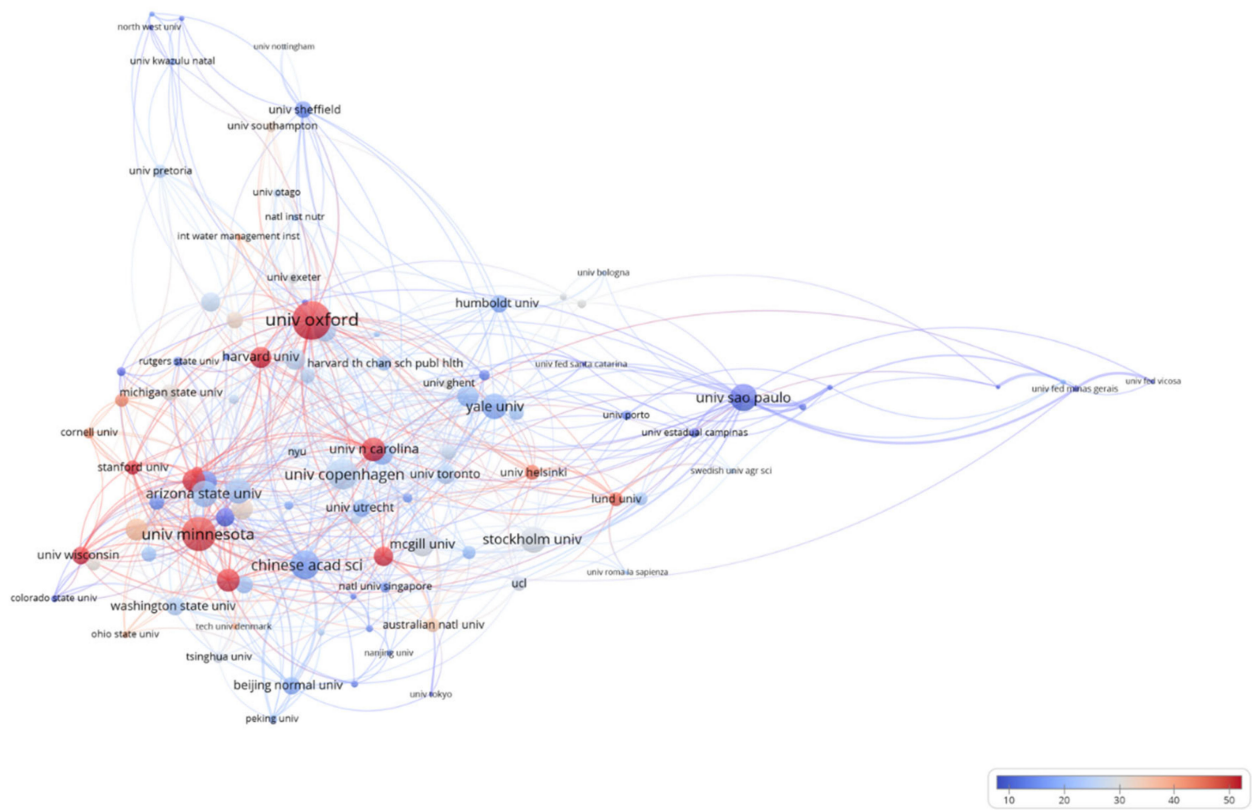 north west univ
univ nottingham
univ kwazulu natal
univ sheffield
univ southampton
univ pretoria
univ otago
natl inst nutr
int water management inst
univ bologna
univ exeter
humboldt univ
univ oxford
harvard univ
rutgers state univ
harvard th chan sch publ hlth
univ fed santa catarina
univ ghent
univ fed vicosa
univ fed minas gerais
michigan state univ
univ sao paulo
yale univ
univ porto
cornell univ
univ estadual campinas
nyu
univ n carolina
stanford univ
univ copenhagen
univ toronto
univ helsinki
swedish univ agr sci
arizona state univ
lund univ
univ utrecht
univ minnesota
stockholm univ
mcgill univ
univ wisconsin
chinese acad sci
univ roma la sapienza
natl univ singapore
ucl
colorado state univ
washington state univ
tech univ denmark
australian natl univ
ohio state univ
nanjing univ
tsinghua univ
beijing normal univ
univ tokyo
peking univ
10 20 30 40 50